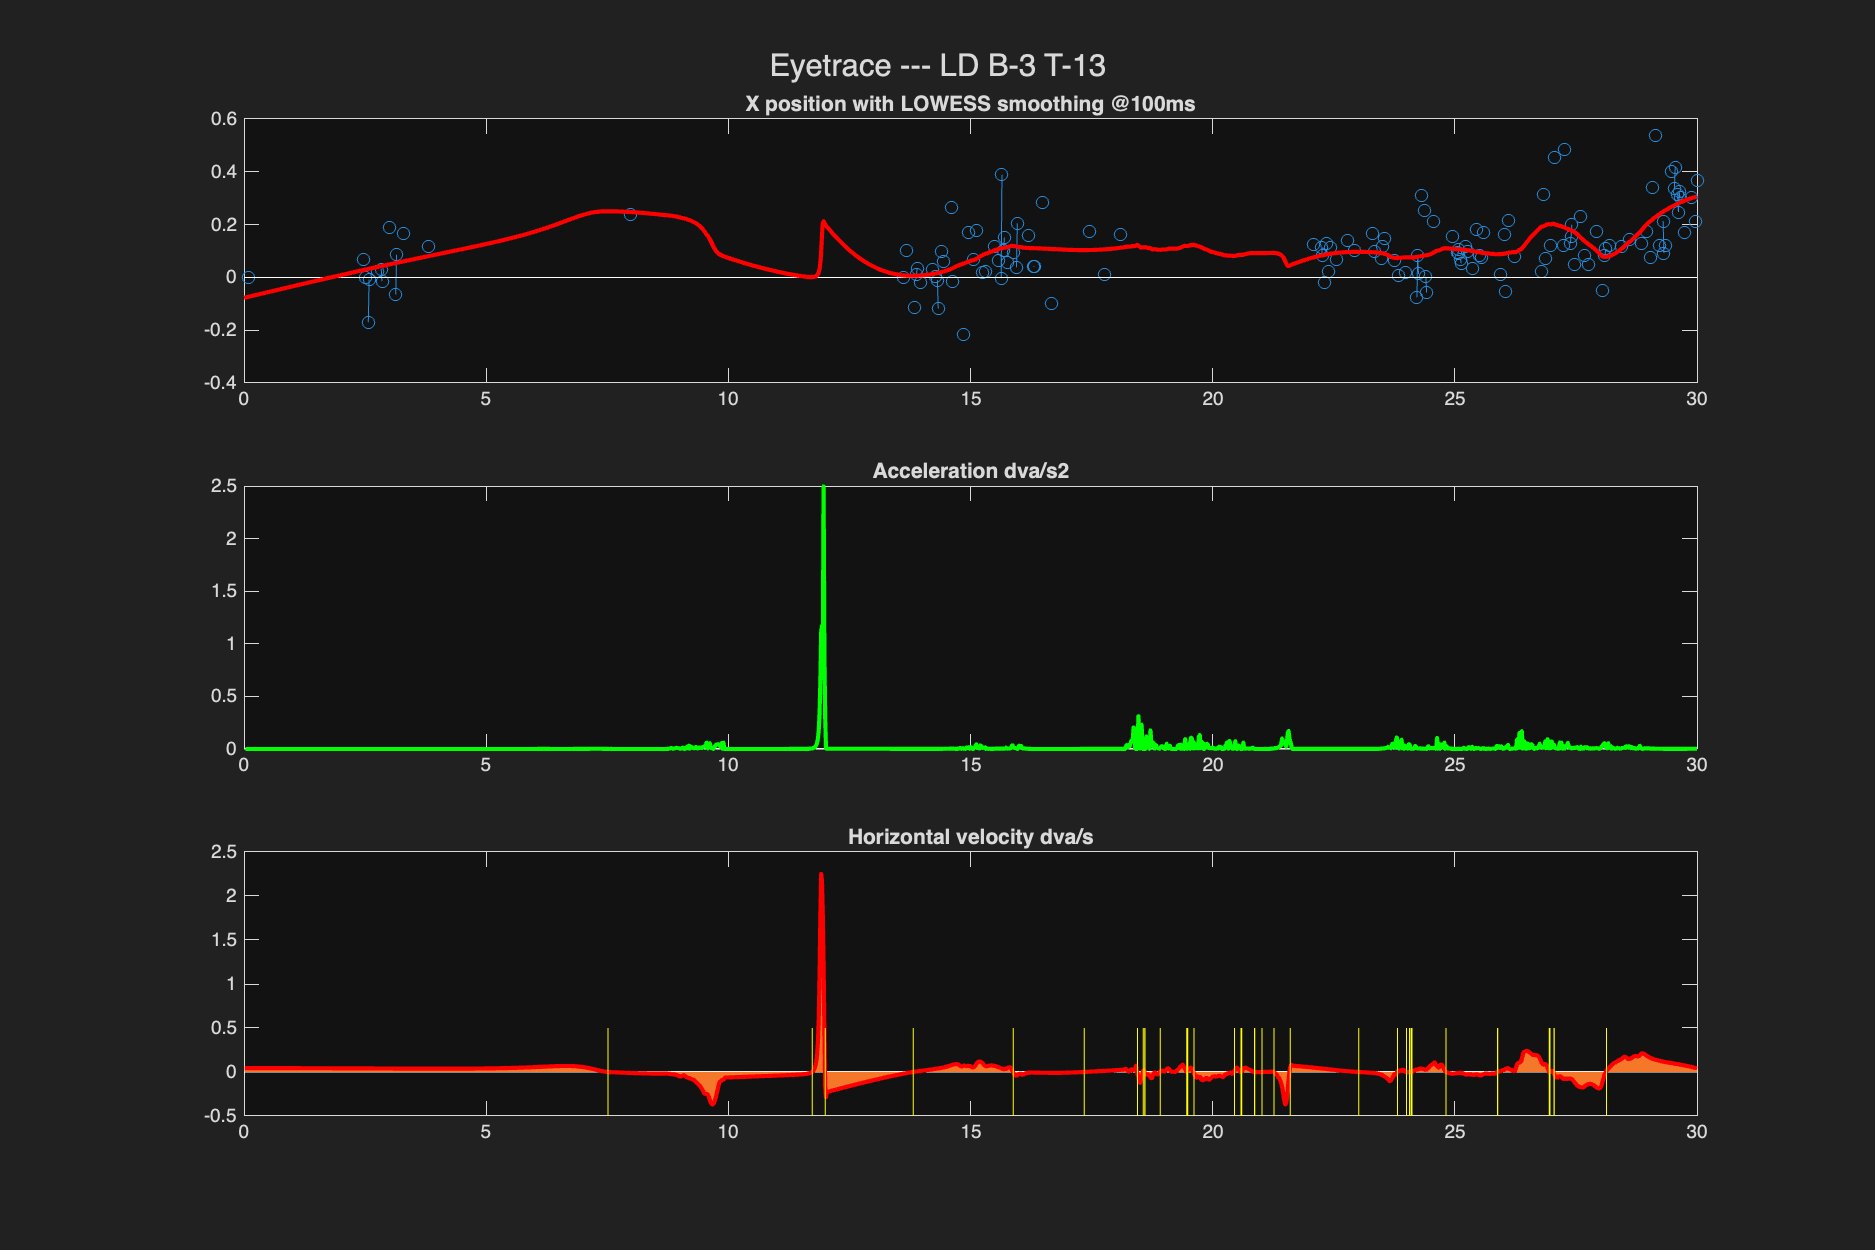 Eyetrace --- LD B-3 T-13
X position with LOWESS smoothing @100ms
0.6
0.4
0.2
0
-0.2
-0.4
0 5 10 15 20 25 30
Acceleration dva/s2
2.5
2
1.5
1
0.5
0
0 5 10 15 20 25 30
Horizontal velocity dva/s
2.5
2
1.5
1
0.5
0
-0.5
0 5 10 15 20 25 30